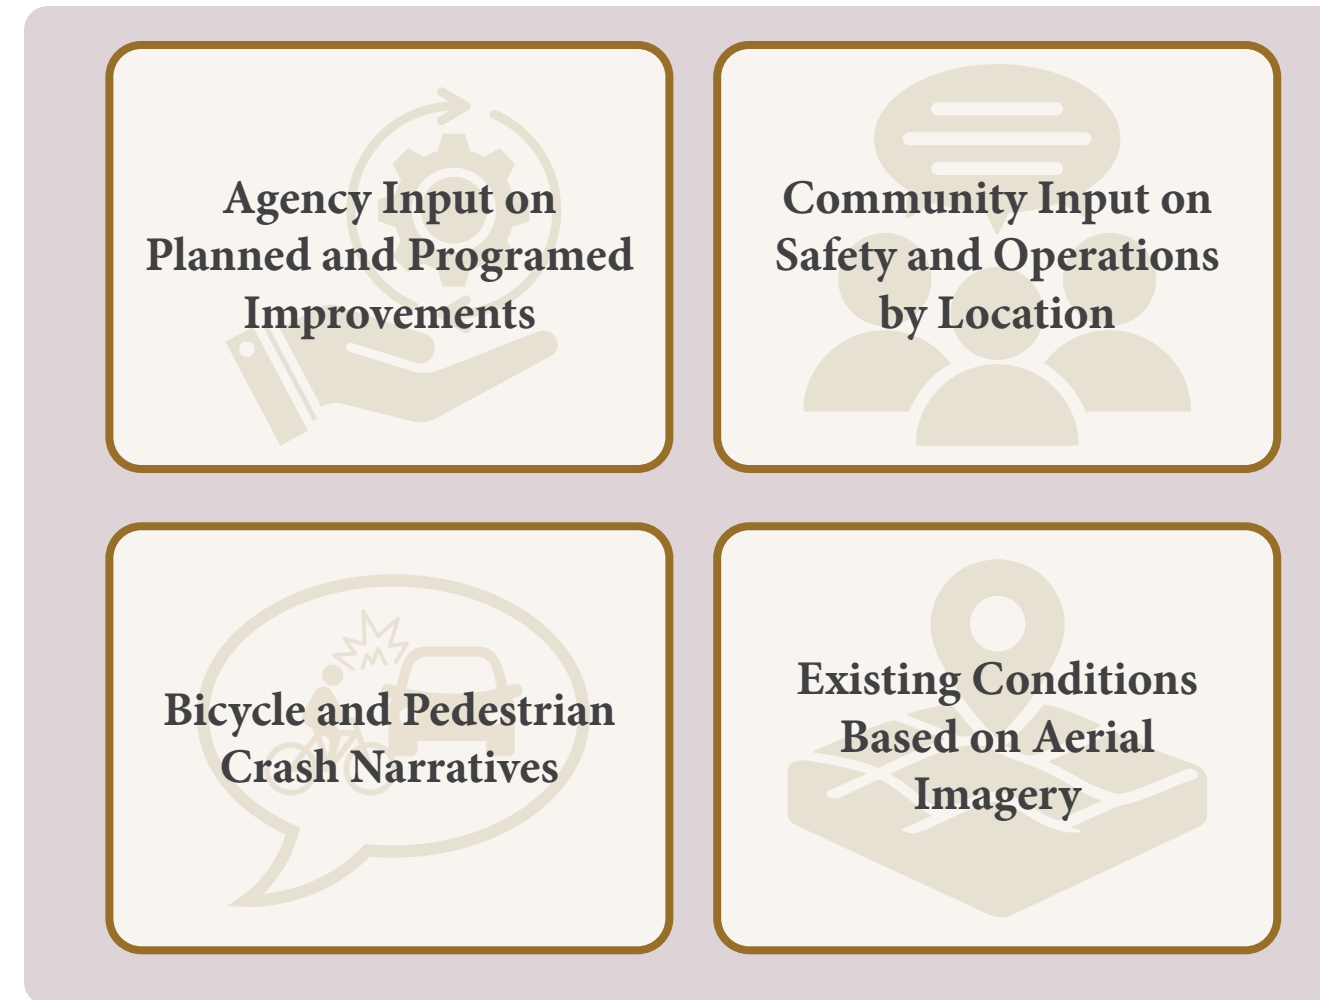 Agency Input on
Planned and Programed
Improvements
Community Input on
Safety and Operations
by Location
Bicycle and Pedestrian
Crash Narratives
Existing Conditions
Based on Aerial
Imagery